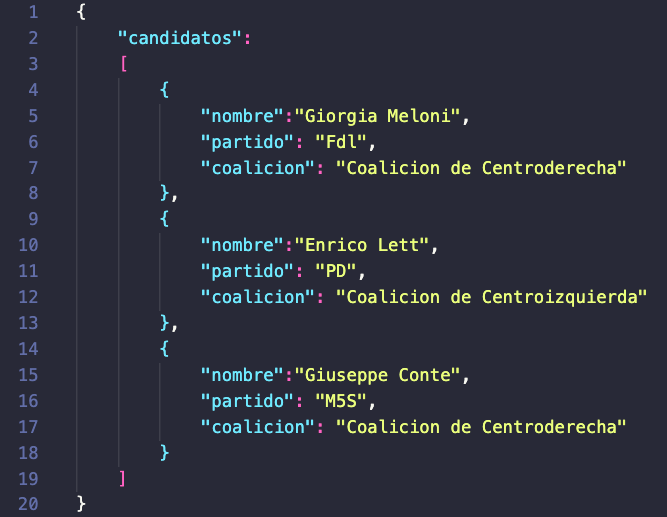 1 {
2 "candidatos":
3 [
4 {
5 "nombre":"Giorgia Meloni",
6 "partido": "Fdl",
7 "coalicion": "Coalicion de Centroderecha"
8 },
9 {
10 "nombre":"Enrico Lett",
11 "partido": "PD",
12 "coalicion": "Coalicion de Centroizquierda"
13 },
14 {
15 "nombre":"Giuseppe Conte",
16 "partido": "M5S",
17 "coalicion": "Coalicion de Centroderecha"
18 }
19 ]
20 }